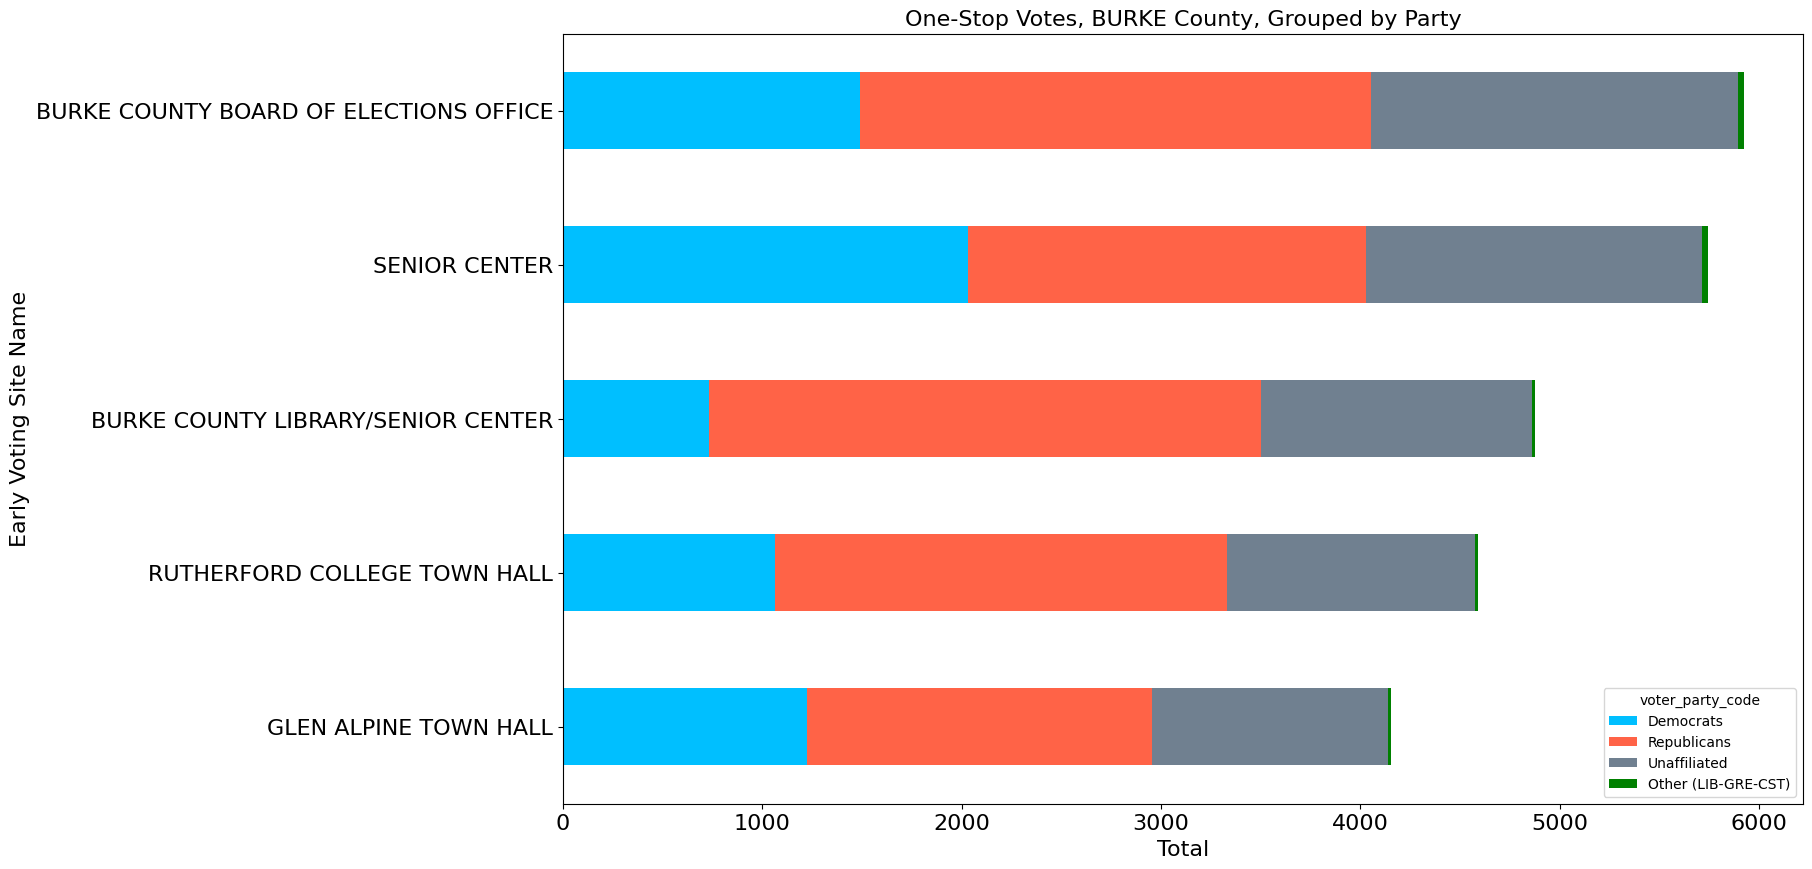 One-Stop Votes, BURKE County, Grouped by Party
Early Voting Site Name
BURKE COUNTY BOARD OF ELECTIONS OFFICE
SENIOR CENTER
BURKE COUNTY LIBRARY/SENIOR CENTER
RUTHERFORD COLLEGE TOWN HALL
GLEN ALPINE TOWN HALL
voter_party_code
Democrats
Republicans
Unaffiliated
Other (LIB-GRE-CST)
0 1000 2000 3000 4000 5000 6000
Total